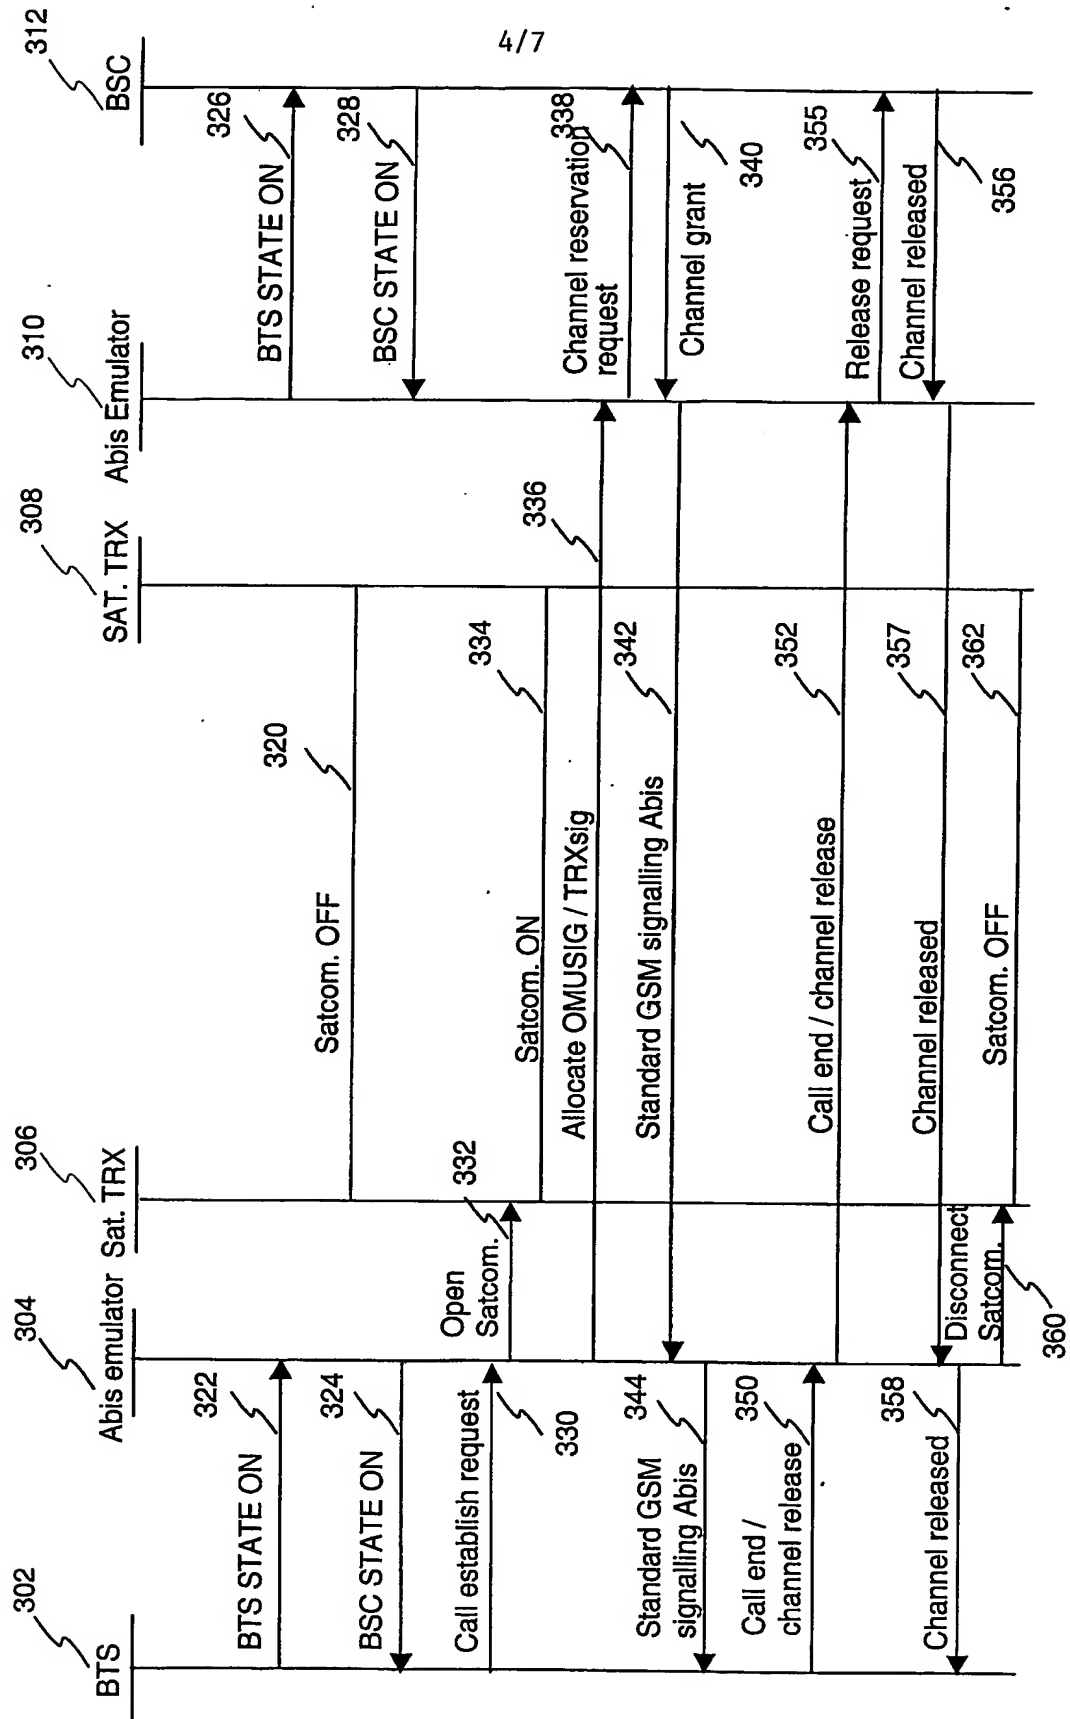 4/7
302
BTS
304
Abis emulator
306
Sat. TRX
308
SAT. TRX
310
Abis Emulator
312
BSC
BTS STATE ON
322
BTS STATE ON
326
Satcom. OFF
320
BSC STATE ON
324
BSC STATE ON
328
Call establish request
330
Open
Satcom.
332
Satcom. ON
334
Allocate OMUSIG / TRXsig
336
Channel reservation
request
338
Channel grant
340
Standard GSM signalling Abis
342
Standard GSM
signalling Abis
344
Call end /
channel release
350
Call end / channel release
352
Release request
355
Channel released
356
Channel released
357
Channel released
358
Disconnect
Satcom.
360
Satcom. OFF
362